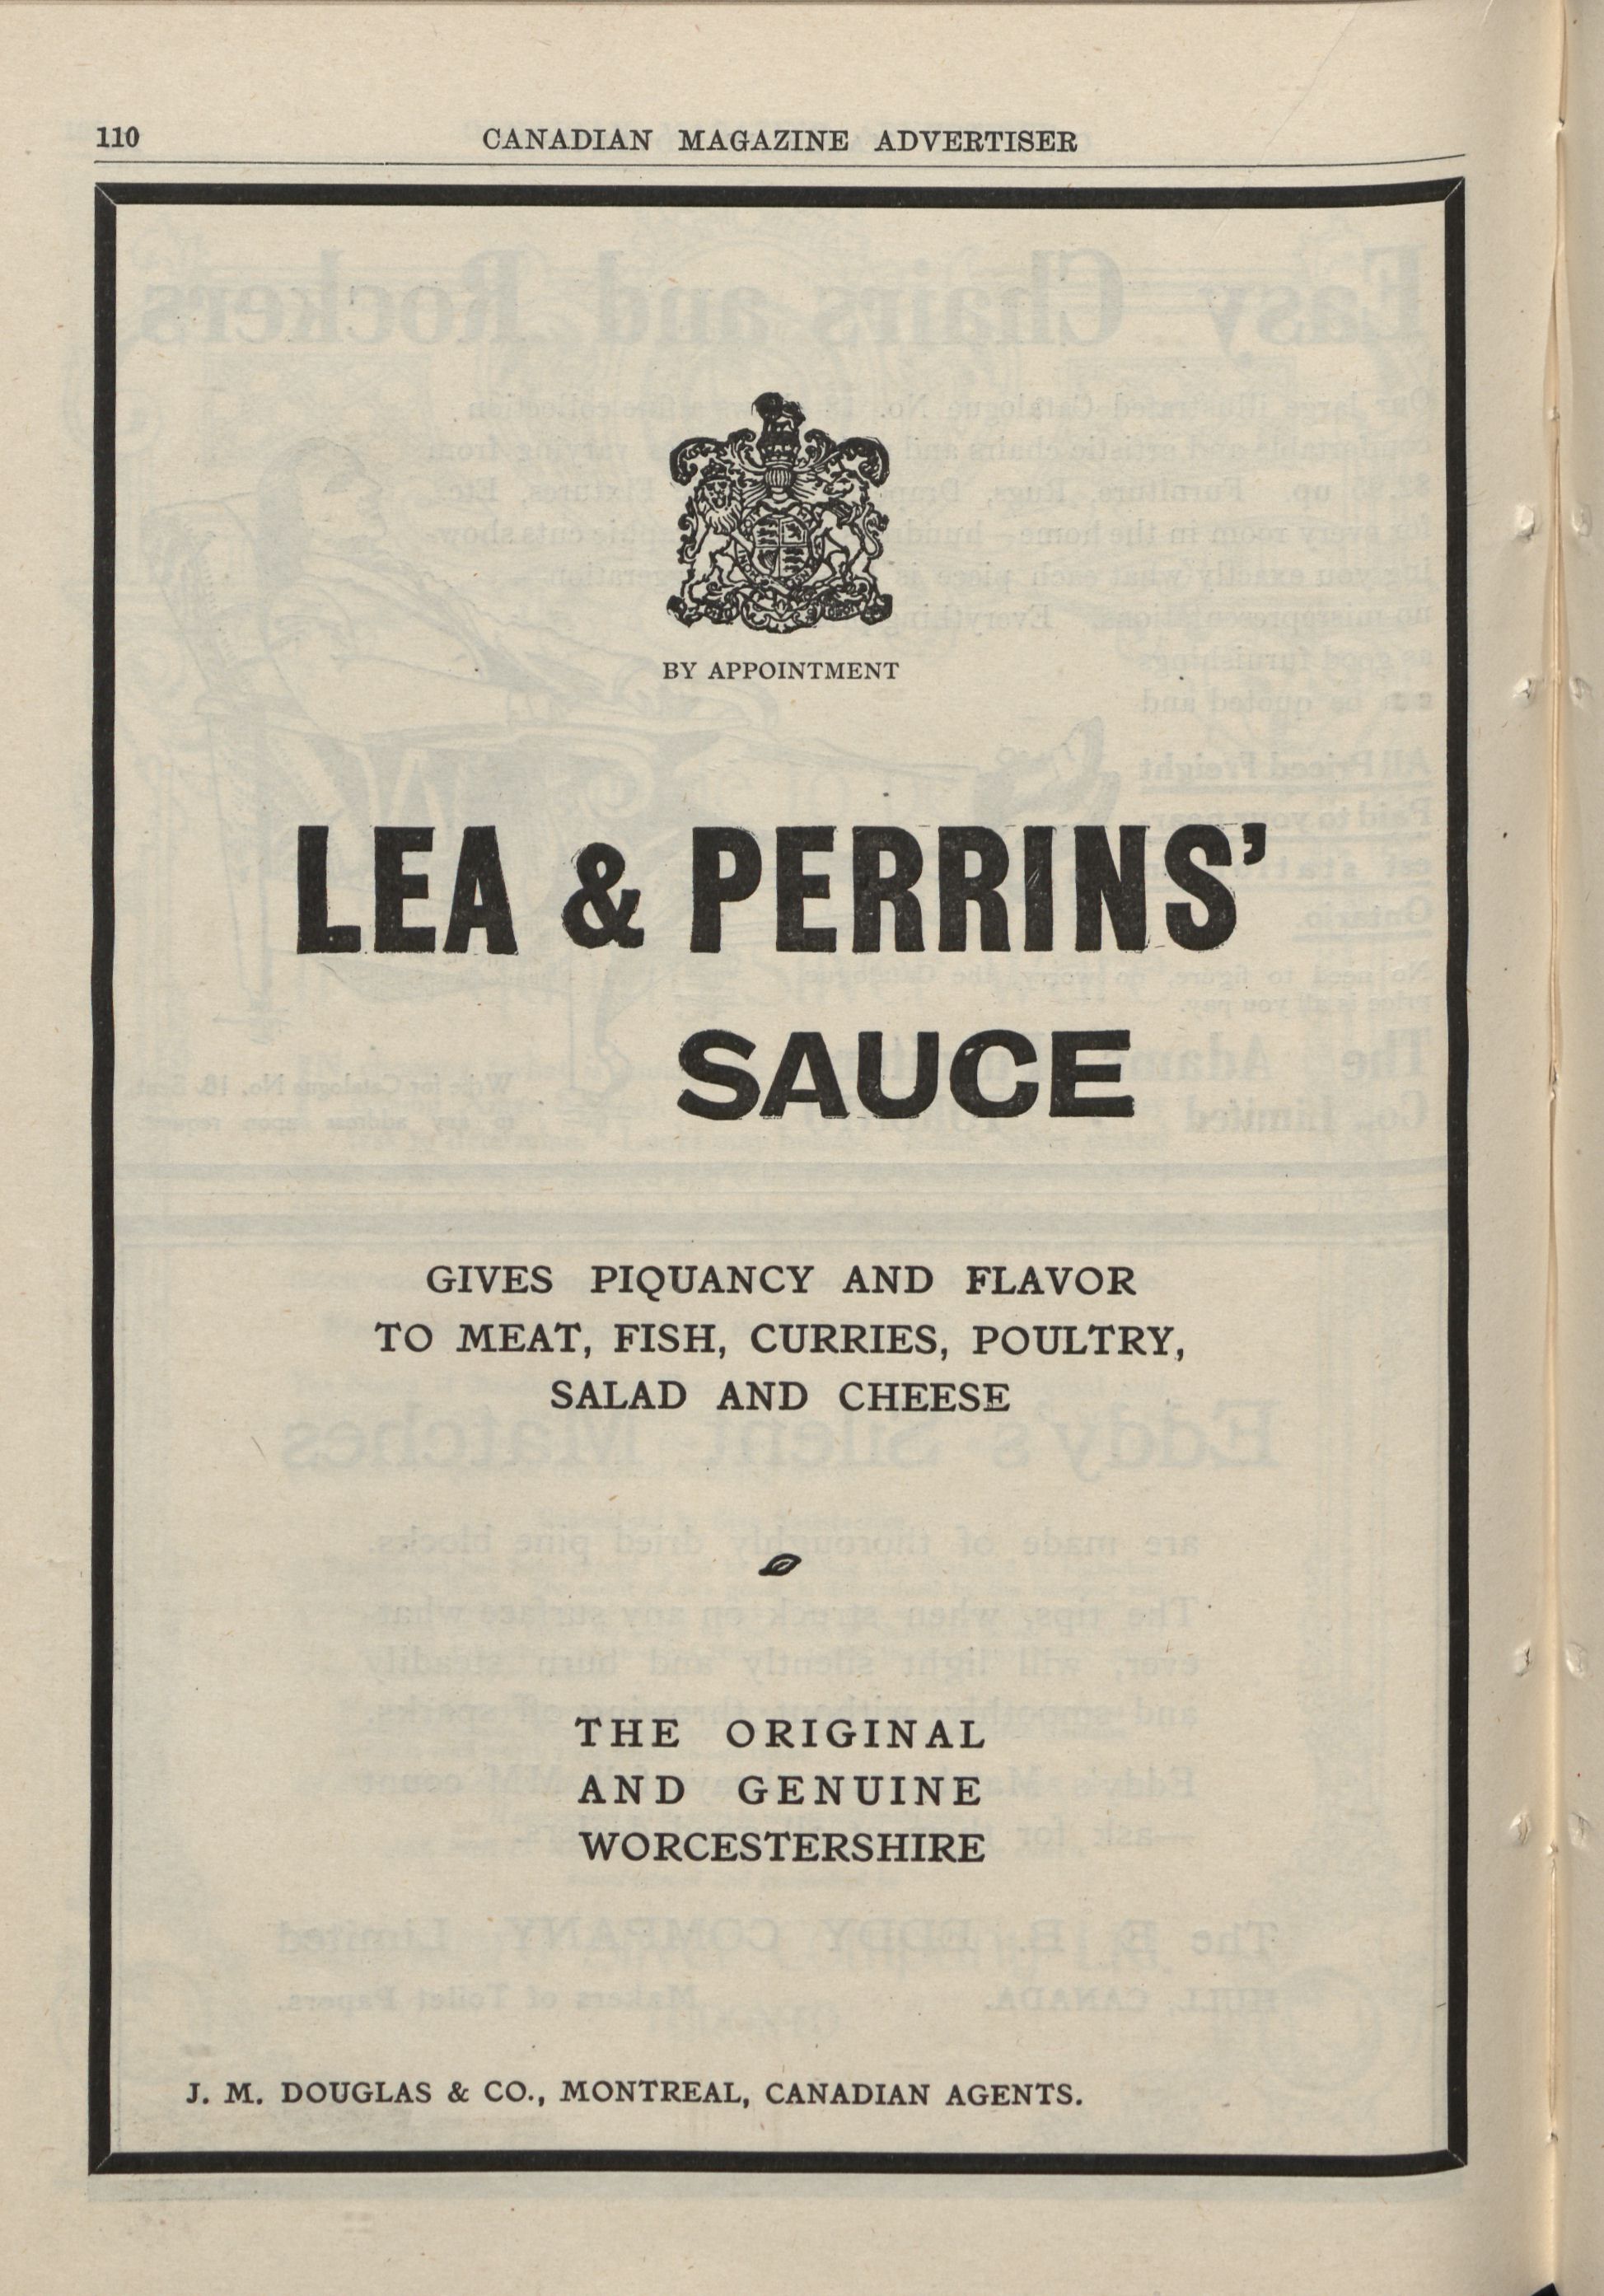 110
CANADIAN MAGAZINE ADVERTISER
BY APPOINTMENT
LEA & PERRINS'
SAUCE
GIVES PIQUANCY AND FLAVOR
TO MEAT, FISH, CURRIES, POULTRY,
SALAD AND CHEESE
THE ORIGINAL
AND GENUINE
WORCESTERSHIRE
J. M. DOUGLAS & CO., MONTREAL, CANADIAN AGENTS.